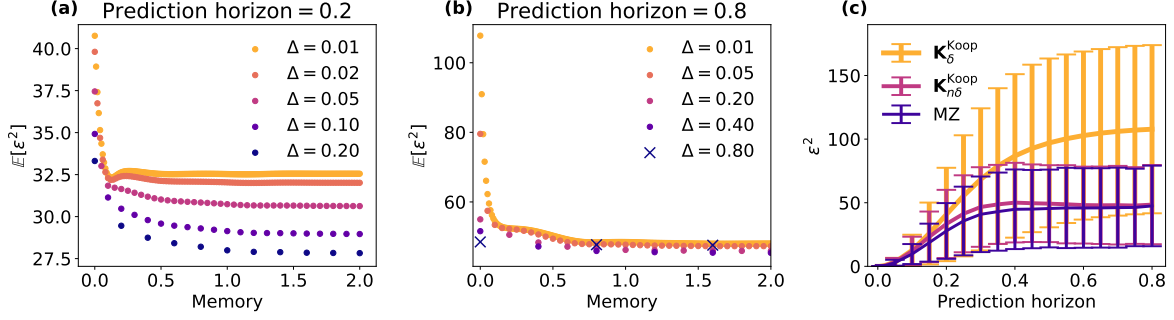 (a) Prediction horizon = 0.2
𝔼[ε²]
40.0
37.5
35.0
32.5
30.0
27.5
Δ = 0.01
Δ = 0.02
Δ = 0.05
Δ = 0.10
Δ = 0.20
0.0 0.5 1.0 1.5 2.0
Memory
(b) Prediction horizon = 0.8
𝔼[ε²]
100
80
60
Δ = 0.01
Δ = 0.05
Δ = 0.20
Δ = 0.40
Δ = 0.80
0.0 0.5 1.0 1.5 2.0
Memory
(c)
ε²
150
100
50
0
K_δ^Koop
K_nδ^Koop
MZ
0.0 0.2 0.4 0.6 0.8
Prediction horizon